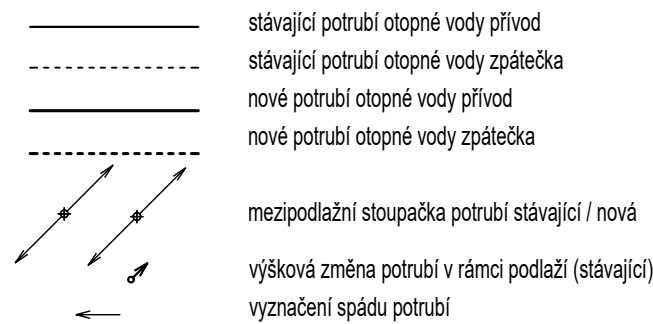 stávající potrubí otopné vody přívod
stávající potrubí otopné vody zpátečka
nové potrubí otopné vody přívod
nové potrubí otopné vody zpátečka
mezipodlažní stoupačka potrubí stávající / nová
výšková změna potrubí v rámci podlaží (stávající)
vyznačení spádu potrubí